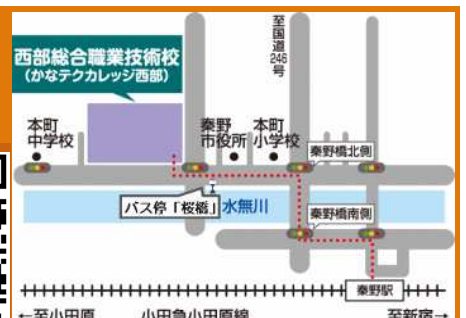 西部総合職業技術校
(かなテクカレッジ西部)
至国道246号
本町
中学校
秦野
市役所
本町
小学校
秦野橋北側
バス停「桜橋」
水無川
秦野橋南側
秦野駅
←至小田原
小田急小田原線
至新宿→